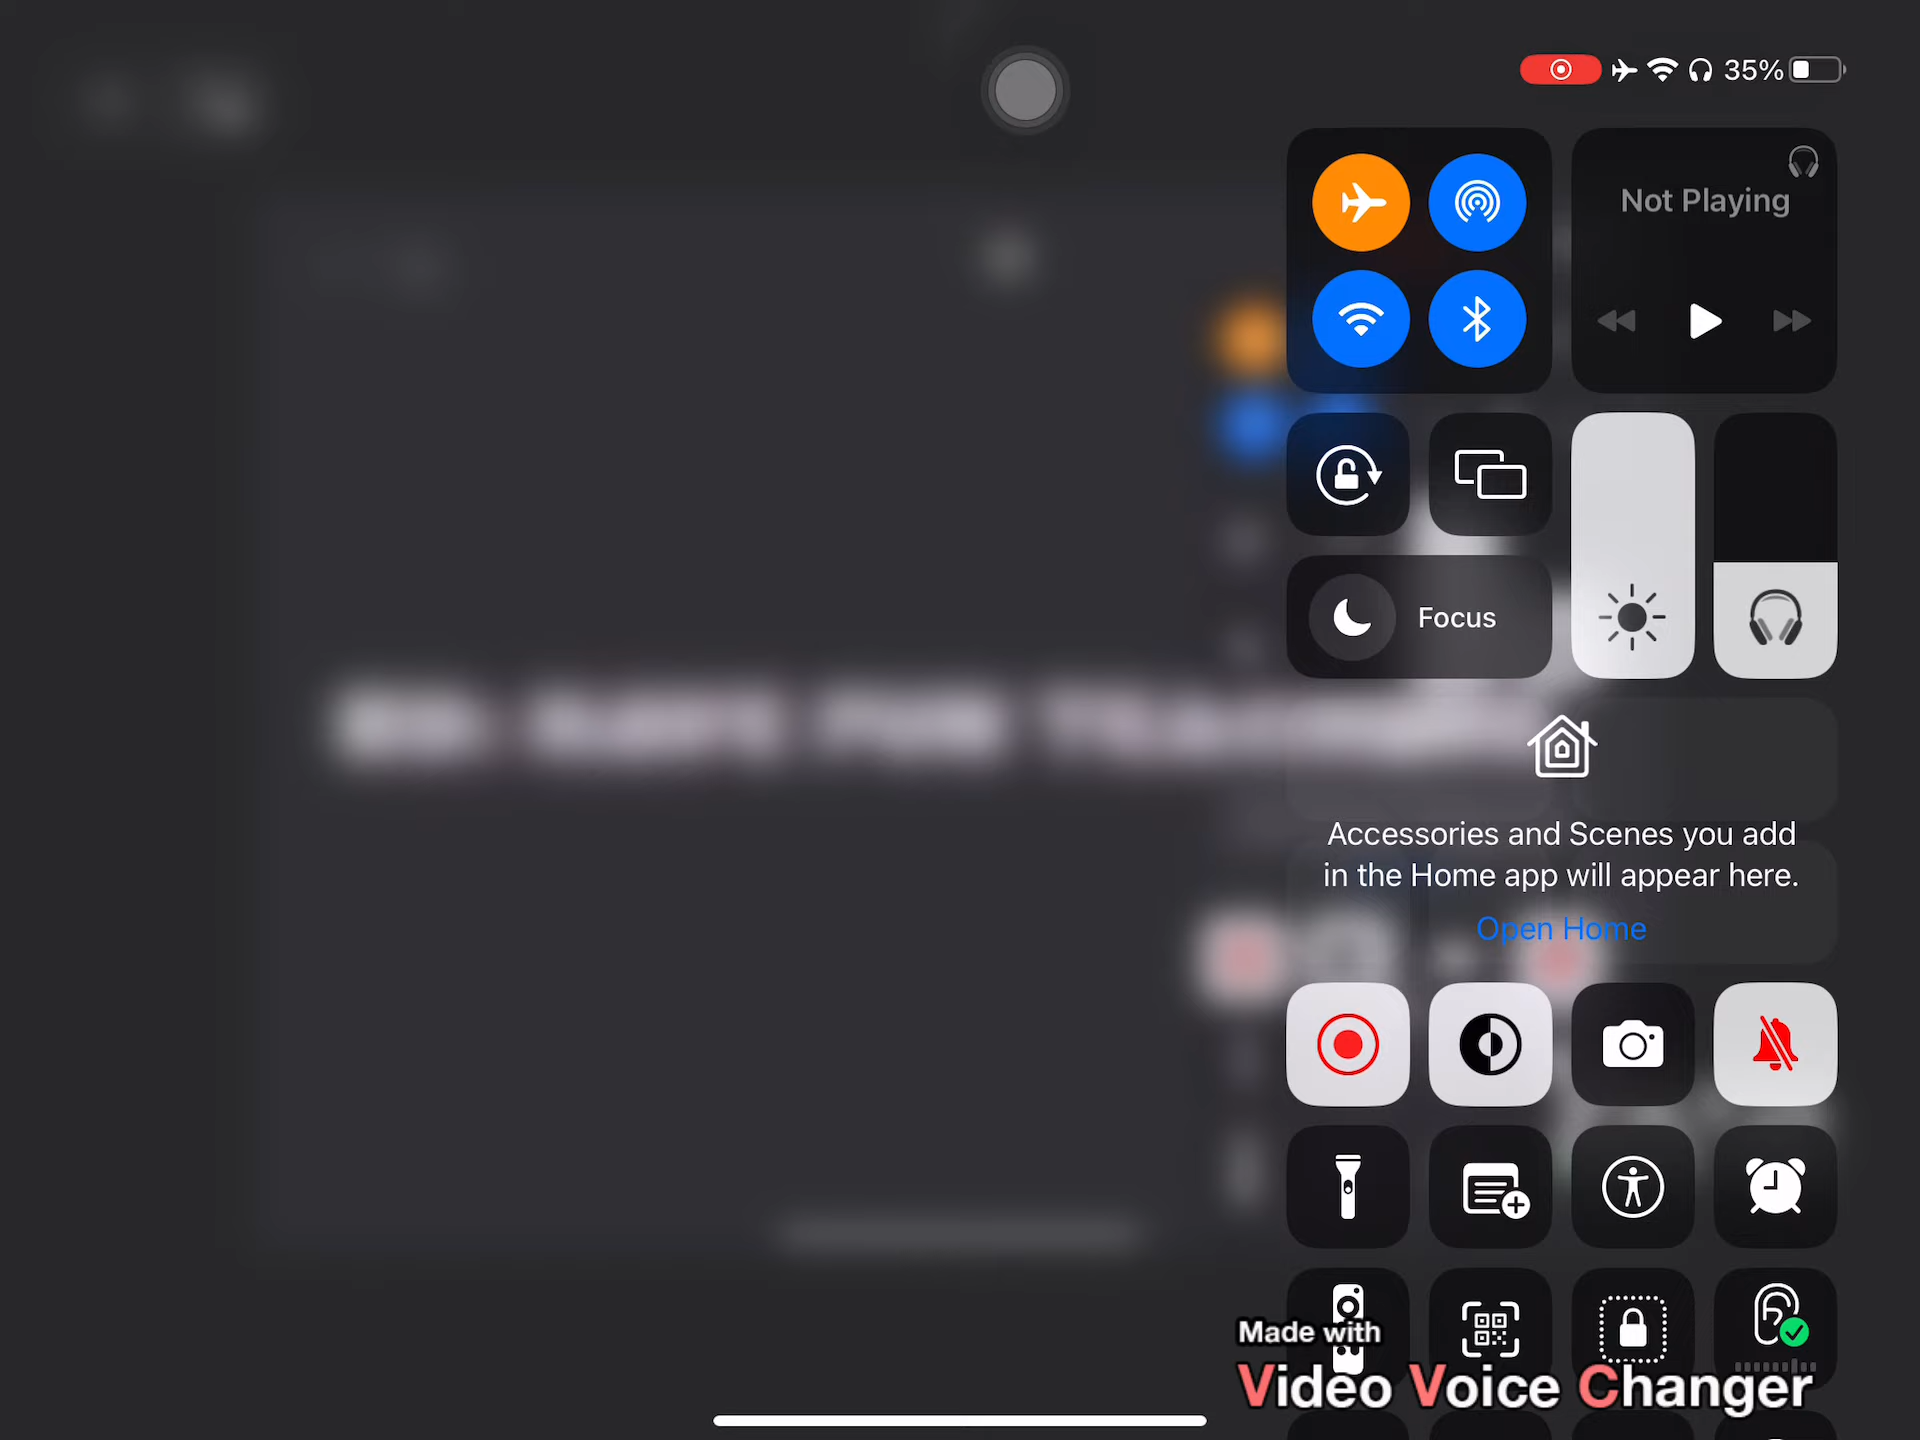 35%
Not Playing
Focus
Accessories and Scenes you add
in the Home app will appear here.
Open Home
Made with
Video Voice Changer